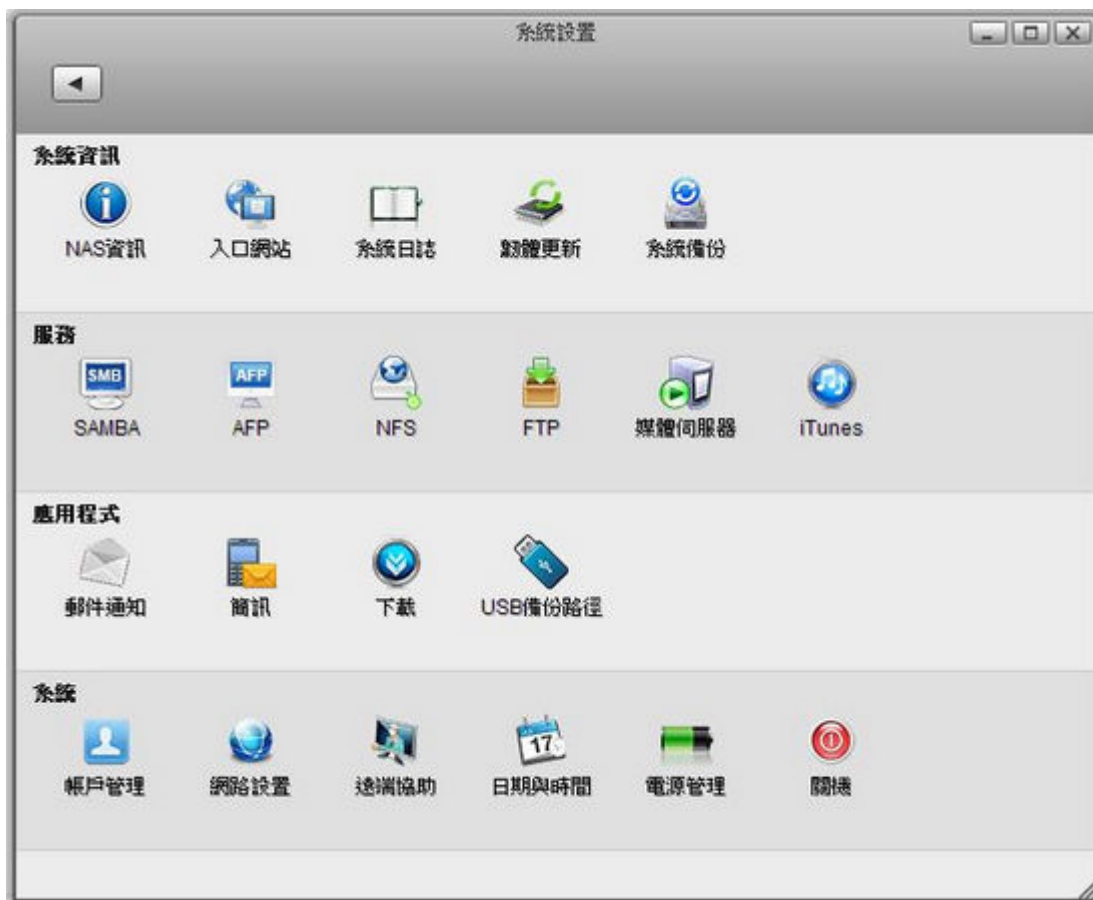 系統設置
系統資訊
NAS資訊 入口網站 系統日誌 韌體更新 系統備份
服務
SMB AFP
SAMBA AFP NFS FTP 媒體伺服器 iTunes
應用程式
郵件通知 簡訊 下載 USB備份路徑
系統
17
帳戶管理 網路設置 遠端協助 日期與時間 電源管理 關機